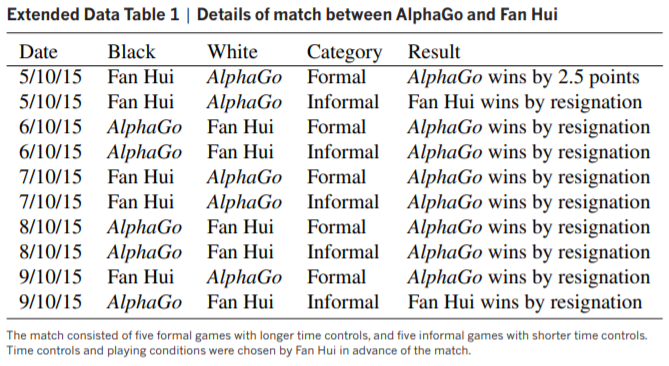 Extended Data Table 1 | Details of match between AlphaGo and Fan Hui
Date Black White Category Result
5/10/15 Fan Hui AlphaGo Formal AlphaGo wins by 2.5 points
5/10/15 Fan Hui AlphaGo Informal Fan Hui wins by resignation
6/10/15 AlphaGo Fan Hui Formal AlphaGo wins by resignation
6/10/15 AlphaGo Fan Hui Informal AlphaGo wins by resignation
7/10/15 Fan Hui AlphaGo Formal AlphaGo wins by resignation
7/10/15 Fan Hui AlphaGo Informal AlphaGo wins by resignation
8/10/15 AlphaGo Fan Hui Formal AlphaGo wins by resignation
8/10/15 AlphaGo Fan Hui Informal AlphaGo wins by resignation
9/10/15 Fan Hui AlphaGo Formal AlphaGo wins by resignation
9/10/15 AlphaGo Fan Hui Informal Fan Hui wins by resignation
The match consisted of five formal games with longer time controls, and five informal games with shorter time controls.
Time controls and playing conditions were chosen by Fan Hui in advance of the match.